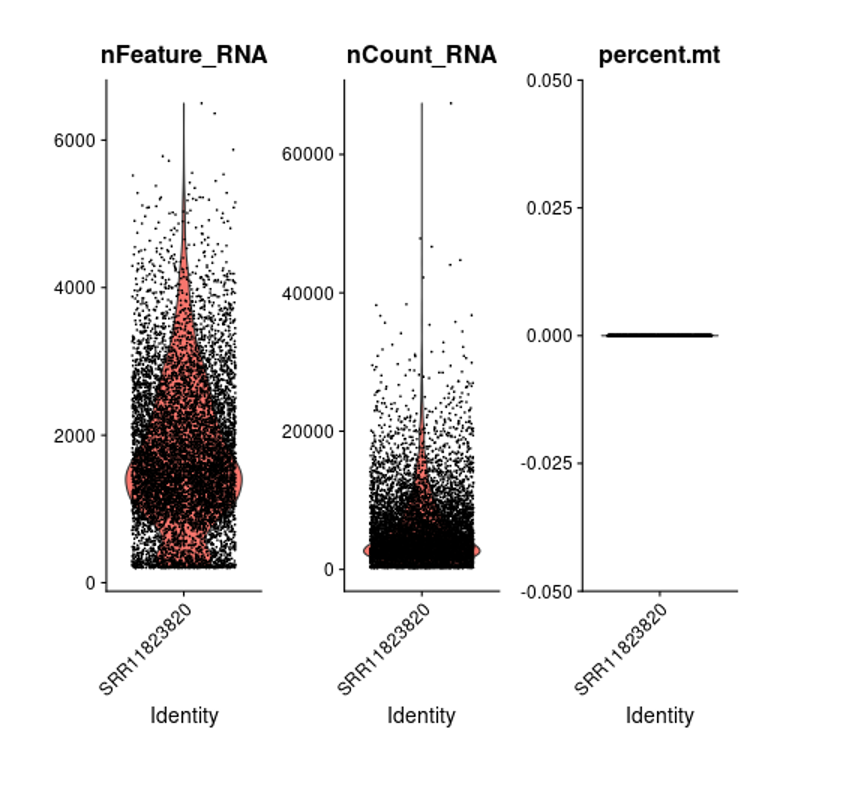 nFeature_RNA
6000
4000
2000
0
SRR11823820
Identity
nCount_RNA
60000
40000
20000
0
SRR11823820
Identity
percent.mt
0.050
0.025
0.000
-0.025
-0.050
SRR11823820
Identity